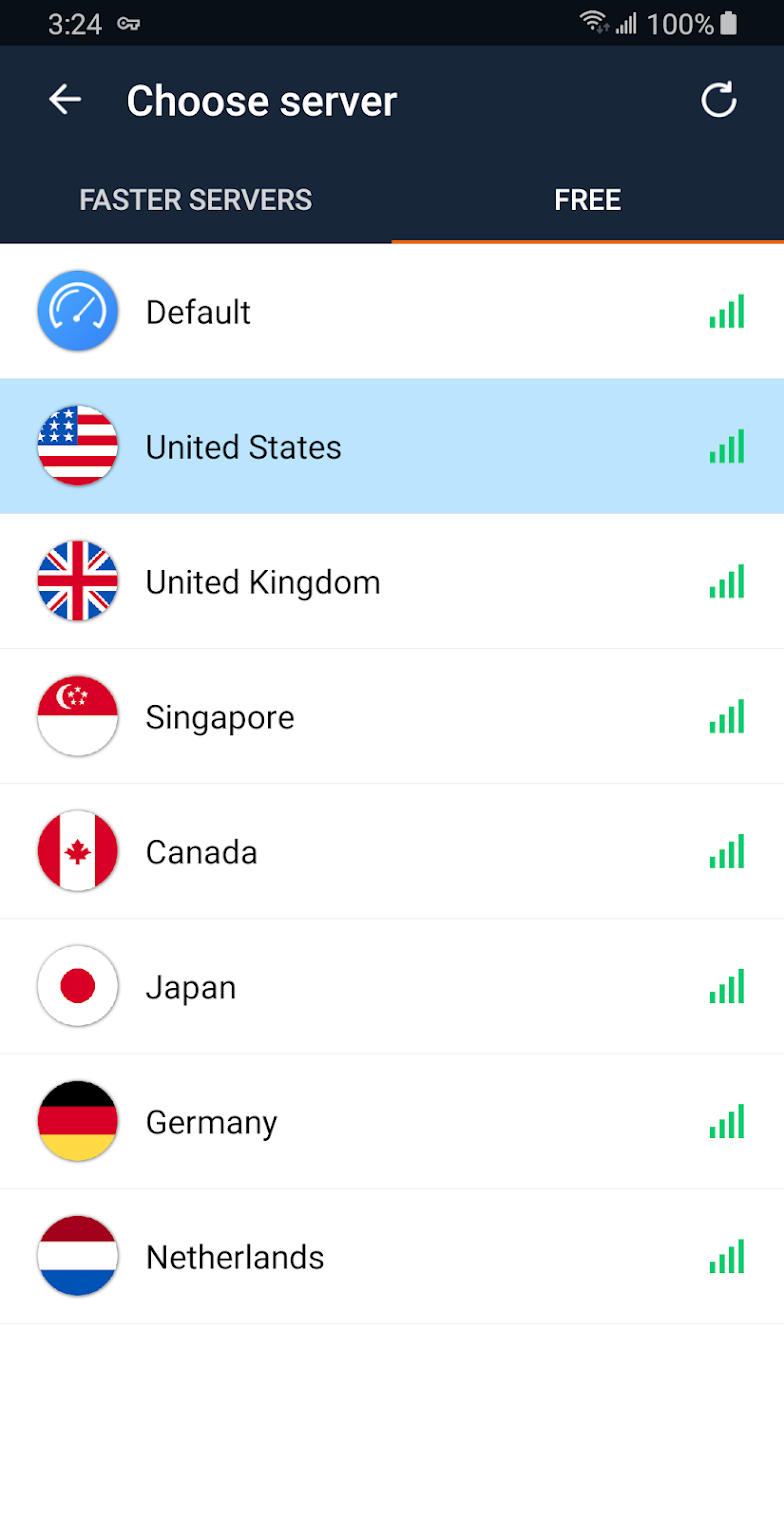 3:24 100%
Choose server
FASTER SERVERS FREE
Default
United States
United Kingdom
Singapore
Canada
Japan
Germany
Netherlands